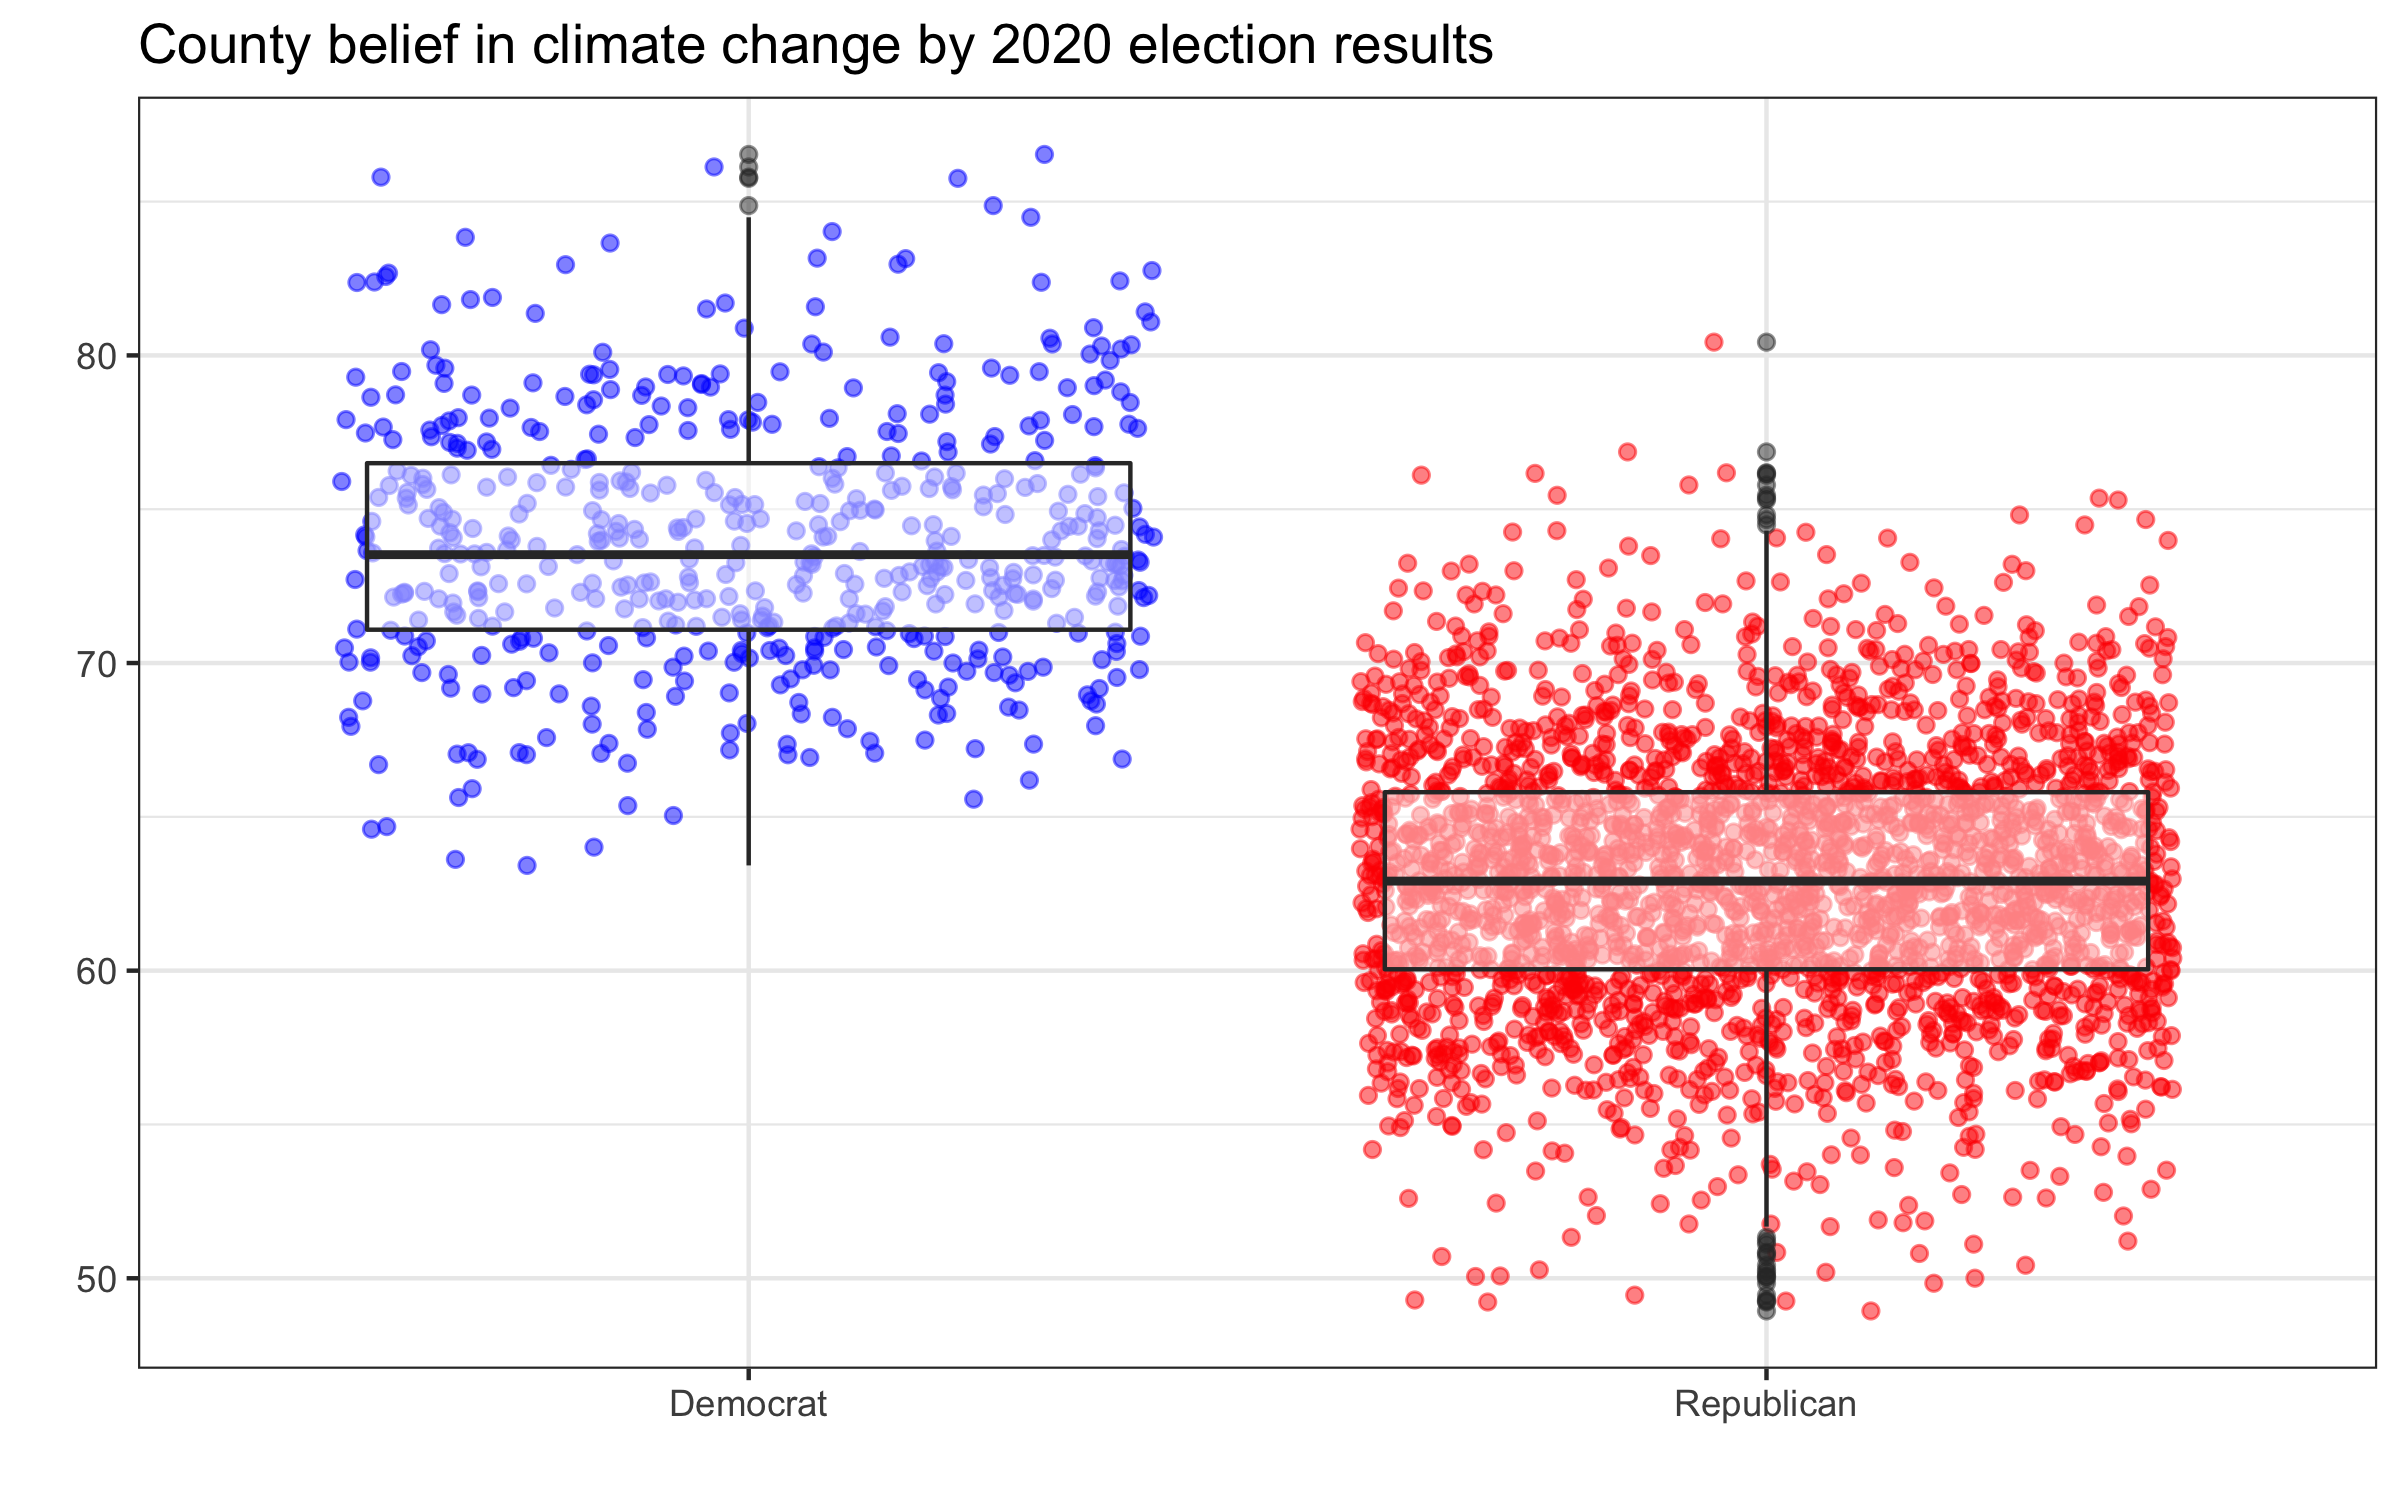 County belief in climate change by 2020 election results
80
70
60
50
Democrat
Republican